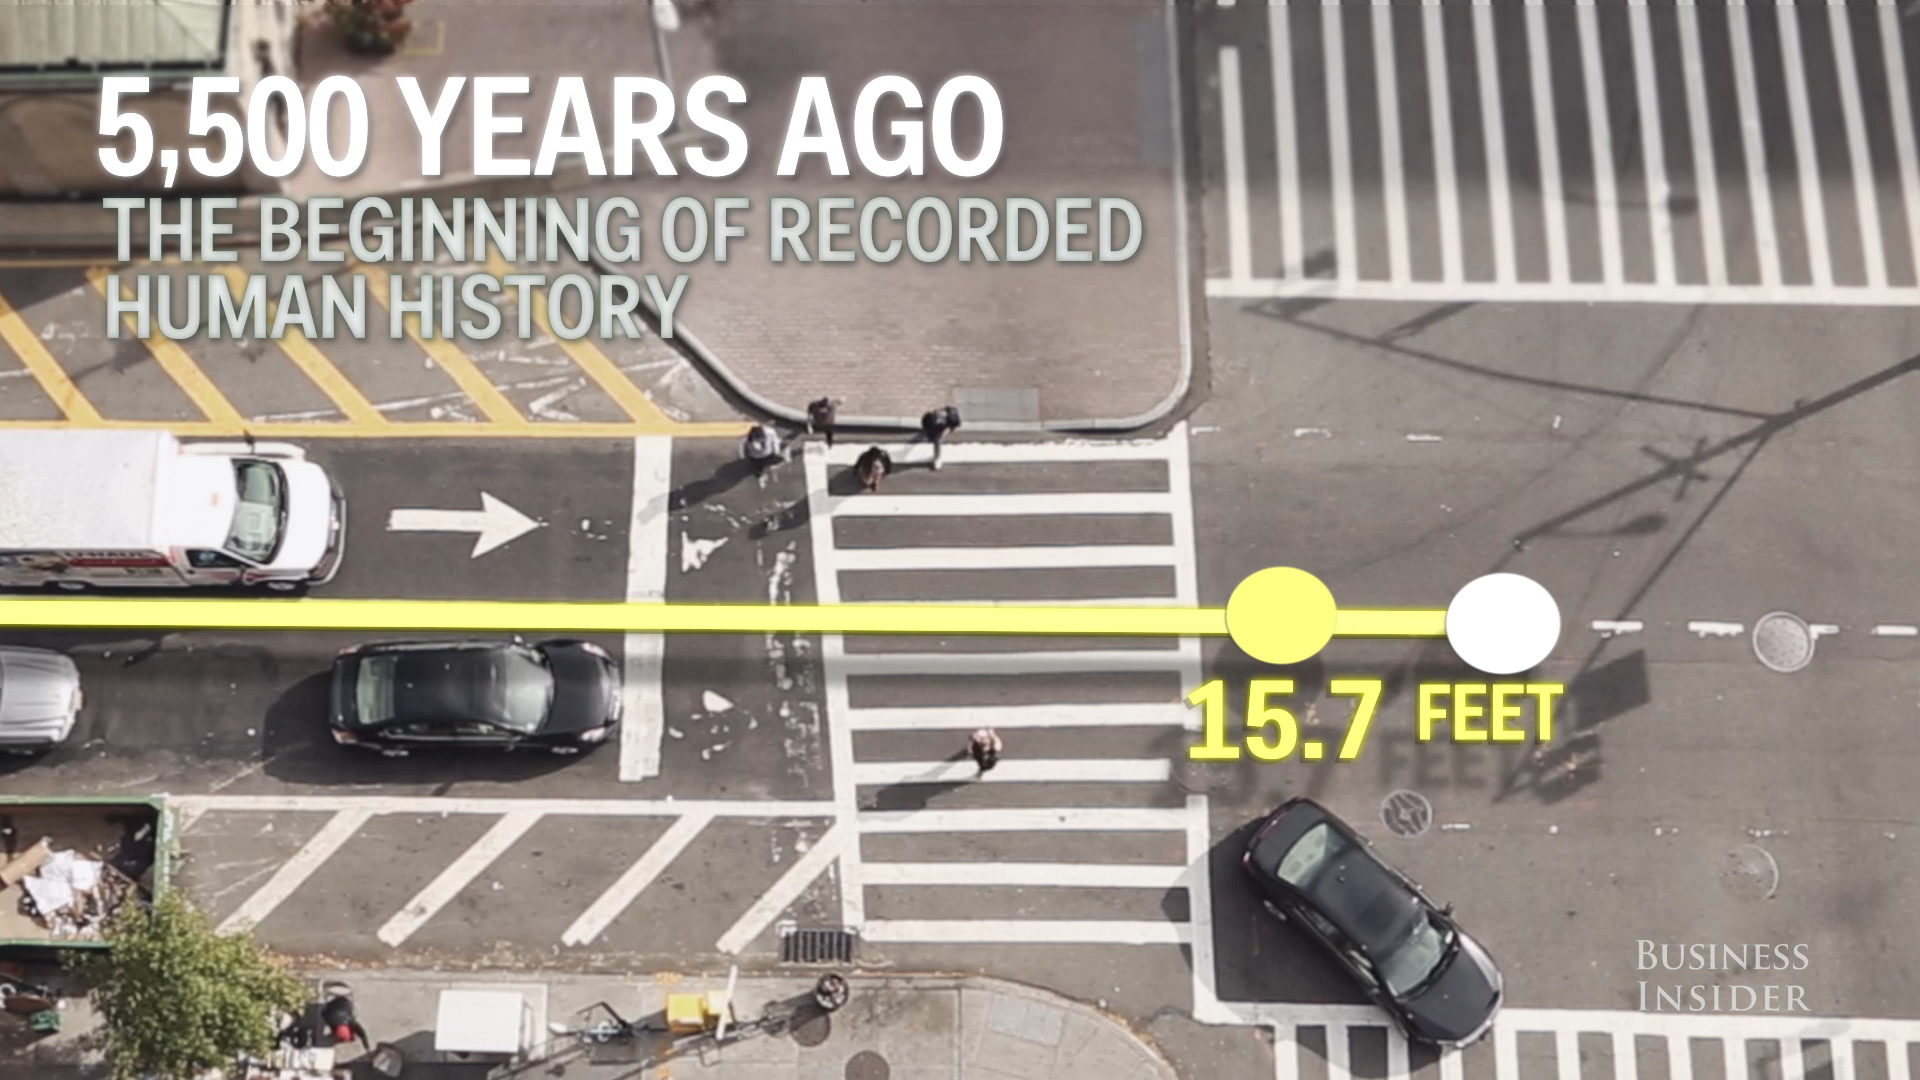 5,500 YEARS AGO
THE BEGINNING OF RECORDED
HUMAN HISTORY
15.7 FEET
BUSINESS
INSIDER